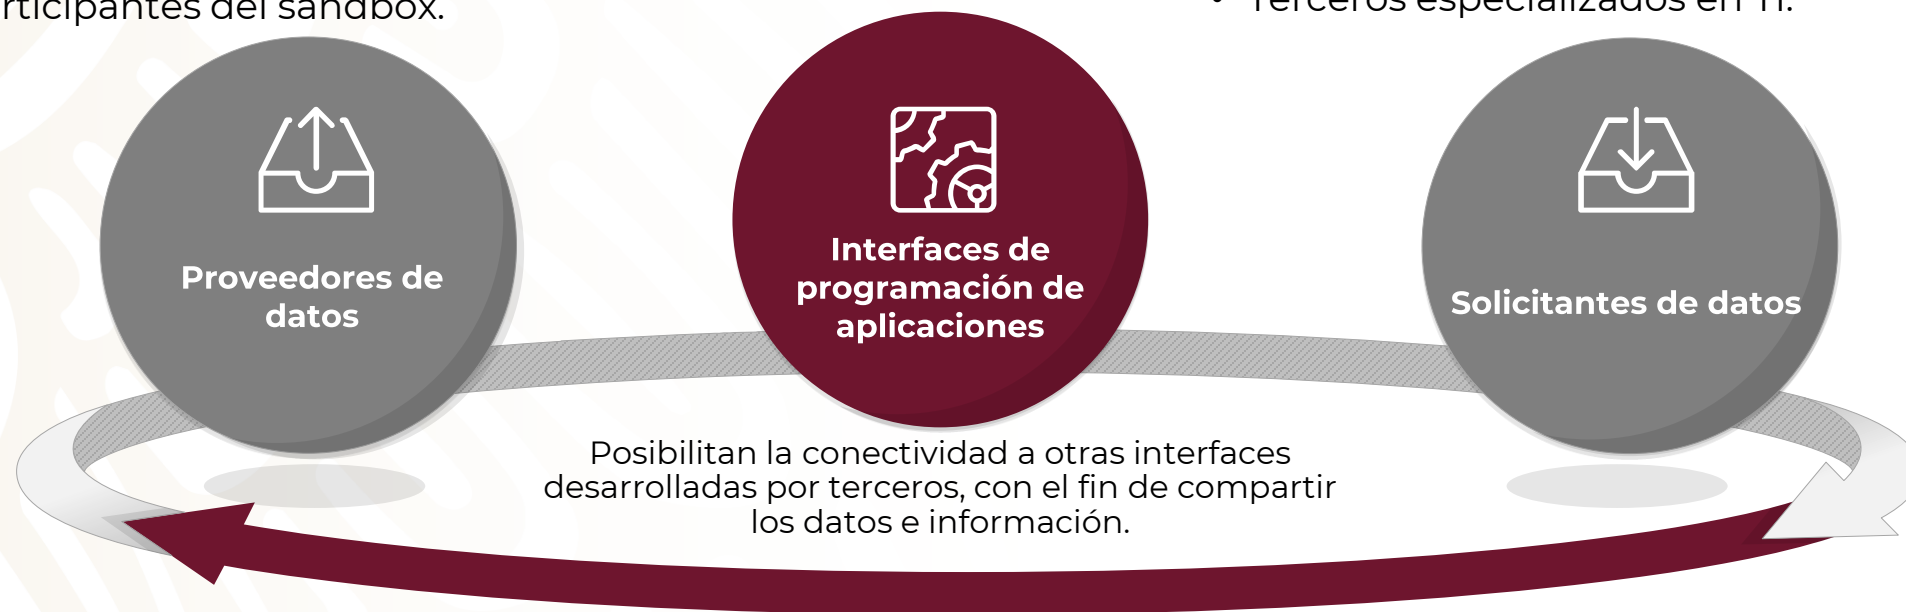 participantes del sandbox.
• Terceros especializados en TI.
Proveedores de
datos
Interfaces de
programación de
aplicaciones
Solicitantes de datos
Posibilitan la conectividad a otras interfaces
desarrolladas por terceros, con el fin de compartir
los datos e información.